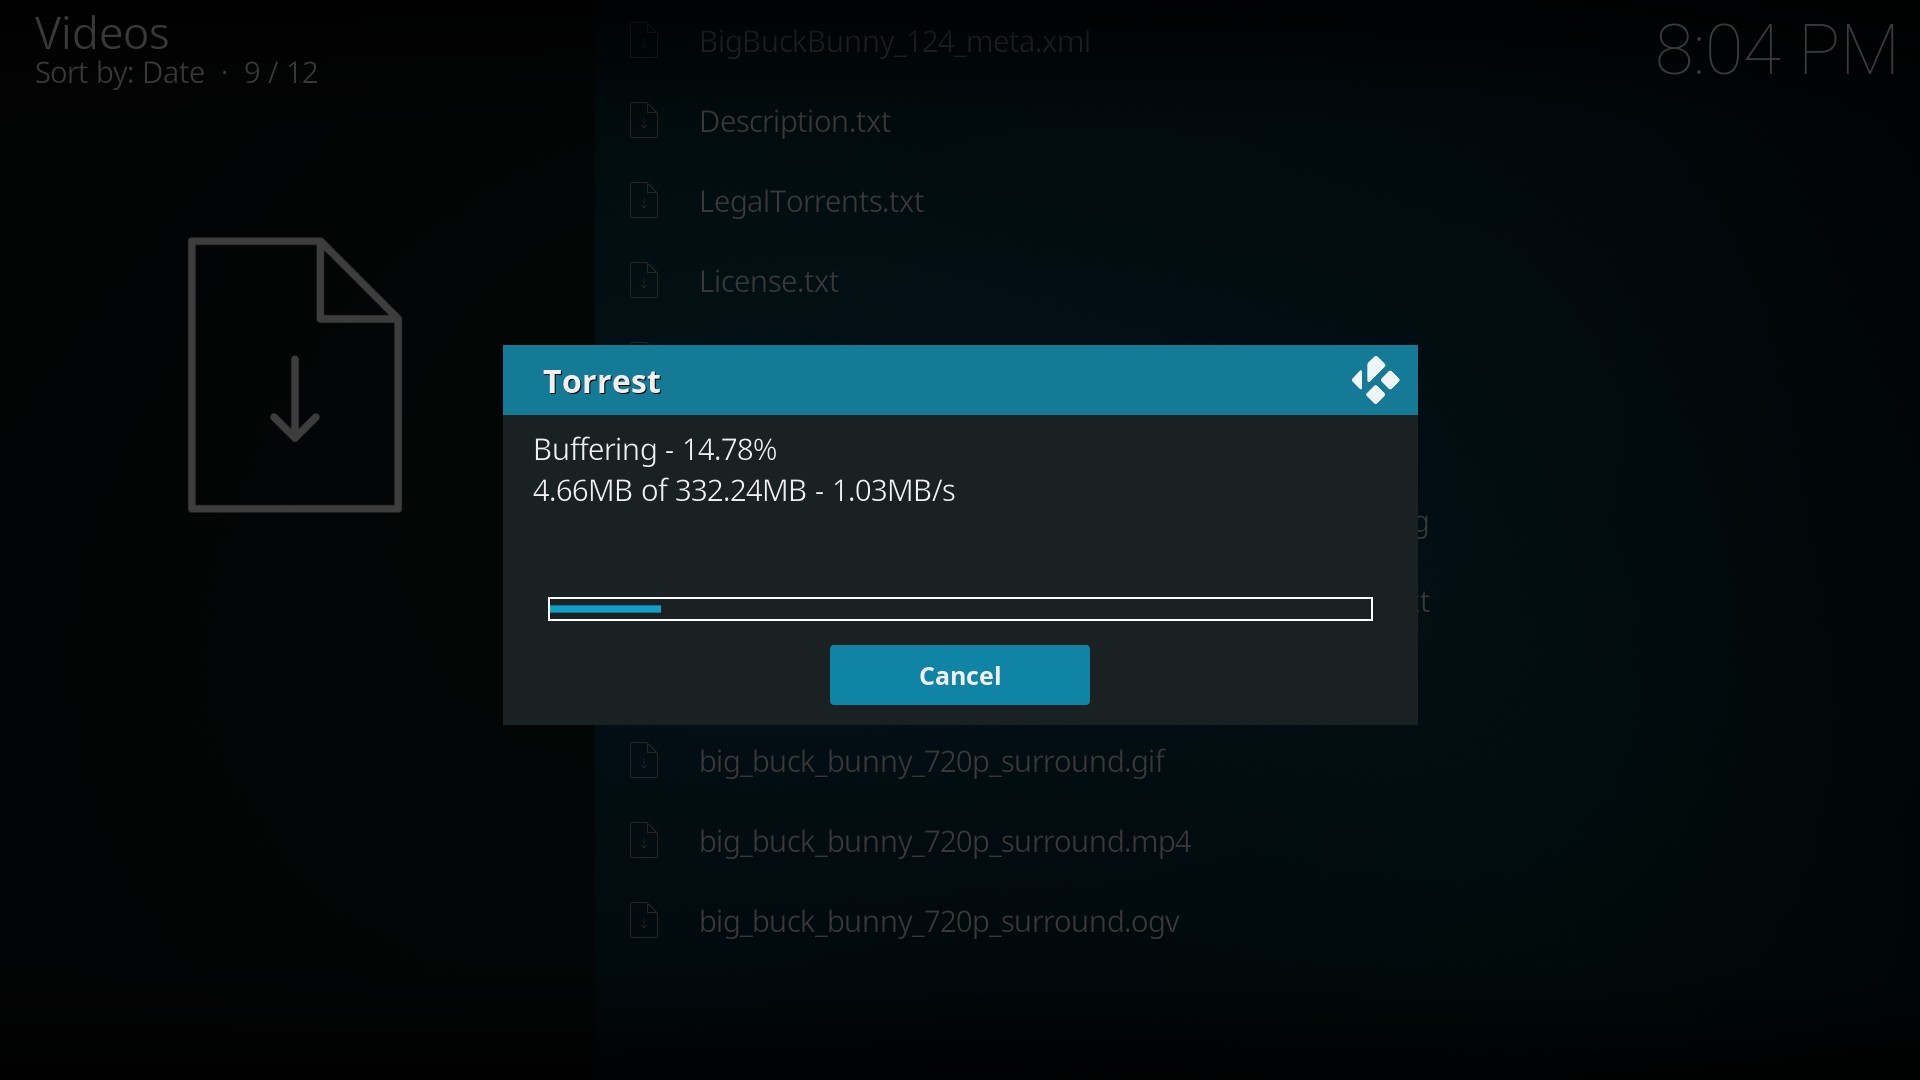 Videos
Sort by: Date · 9 / 12
8:04 PM
BigBuckBunny_124_meta.xml
Description.txt
LegalTorrents.txt
License.txt
Torrest
Buffering - 14.78%
4.66MB of 332.24MB - 1.03MB/s
Cancel
big_buck_bunny_720p_surround.gif
big_buck_bunny_720p_surround.mp4
big_buck_bunny_720p_surround.ogv